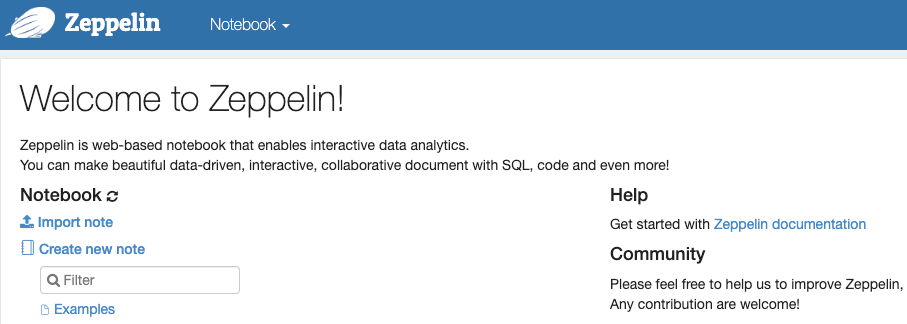 Zeppelin
Notebook
Welcome to Zeppelin!
Zeppelin is web-based notebook that enables interactive data analytics.
You can make beautiful data-driven, interactive, collaborative document with SQL, code and even more!
Notebook
Import note
Create new note
Filter
Examples
Help
Get started with Zeppelin documentation
Community
Please feel free to help us to improve Zeppelin,
Any contribution are welcome!